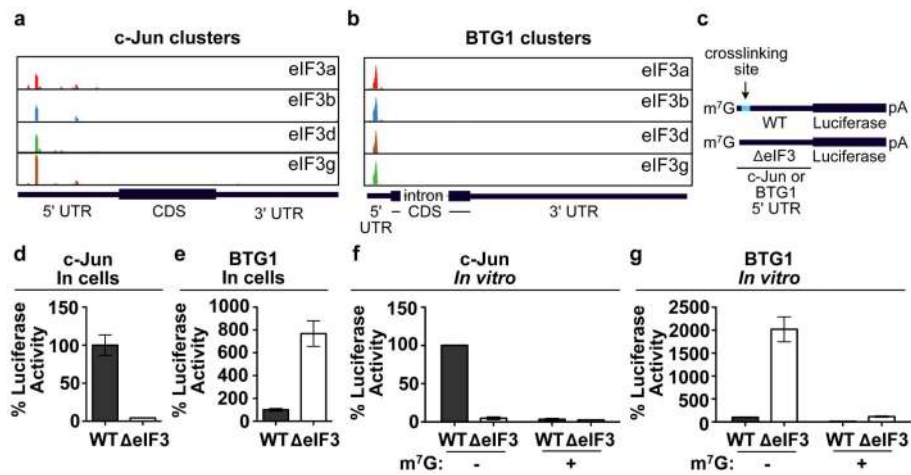 a
c-Jun clusters
eIF3a
eIF3b
eIF3d
eIF3g
5′ UTR
CDS
3′ UTR
b
BTG1 clusters
eIF3a
eIF3b
eIF3d
eIF3g
intron
5′
UTR
CDS
3′ UTR
c
crosslinking
site
m⁷G
pA
WT
Luciferase
m⁷G
pA
ΔeIF3
Luciferase
c-Jun or
BTG1
5′ UTR
d
c-Jun
In cells
% Luciferase
Activity
150
100
50
0
WT ΔeIF3
e
BTG1
In cells
% Luciferase
Activity
1000
800
600
400
200
0
WT ΔeIF3
f
c-Jun
In vitro
% Luciferase
Activity
150
100
50
0
WT ΔeIF3 WT ΔeIF3
m⁷G: - +
g
BTG1
In vitro
% Luciferase
Activity
2500
2000
1500
1000
500
0
WT ΔeIF3 WT ΔeIF3
m⁷G: - +